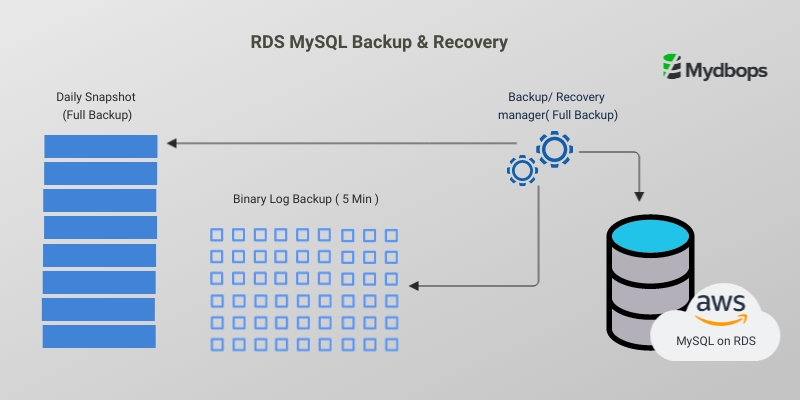 RDS MySQL Backup & Recovery
Mydbops
Daily Snapshot
(Full Backup)
Backup/ Recovery
manager( Full Backup)
Binary Log Backup ( 5 Min )
aws
MySQL on RDS